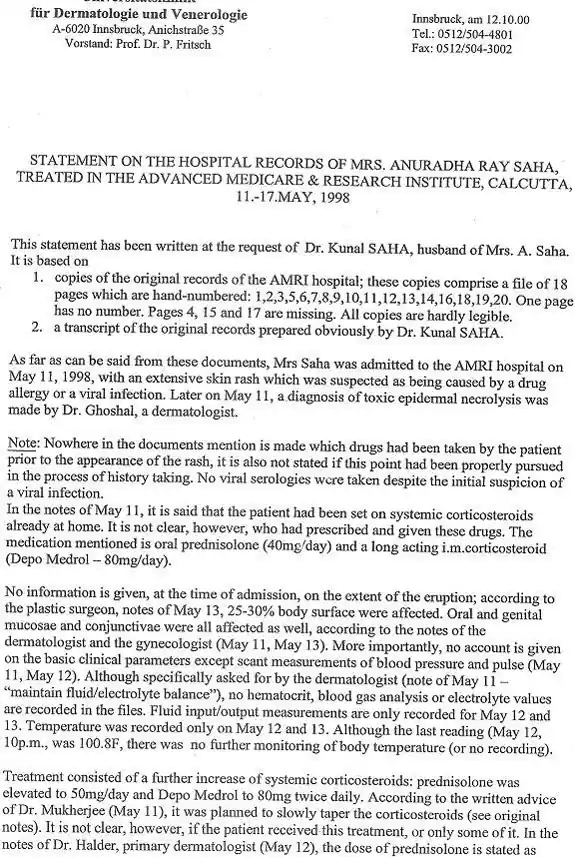 für Dermatologie und Venerologie
A-6020 Innsbruck, Anichstraße 35
Vorstand: Prof. Dr. P. Fritsch
Innsbruck, am 12.10.00
Tel.: 0512/504-4801
Fax: 0512/504-3002
STATEMENT ON THE HOSPITAL RECORDS OF MRS. ANURADHA RAY SAHA,
TREATED IN THE ADVANCED MEDICARE & RESEARCH INSTITUTE, CALCUTTA,
11.-17.MAY, 1998
This statement has been written at the request of Dr. Kunal SAHA, husband of Mrs. A. Saha.
It is based on
1. copies of the original records of the AMRI hospital; these copies comprise a file of 18
pages which are hand-numbered: 1,2,3,5,6,7,8,9,10,11,12,13,14,16,18,19,20. One page
has no number. Pages 4, 15 and 17 are missing. All copies are hardly legible.
2. a transcript of the original records prepared obviously by Dr. Kunal SAHA.
As far as can be said from these documents, Mrs Saha was admitted to the AMRI hospital on
May 11, 1998, with an extensive skin rash which was suspected as being caused by a drug
allergy or a viral infection. Later on May 11, a diagnosis of toxic epidermal necrolysis was
made by Dr. Ghoshal, a dermatologist.
Note: Nowhere in the documents mention is made which drugs had been taken by the patient
prior to the appearance of the rash, it is also not stated if this point had been properly pursued
in the process of history taking. No viral serologies were taken despite the initial suspicion of
a viral infection.
In the notes of May 11, it is said that the patient had been set on systemic corticosteroids
already at home. It is not clear, however, who had prescribed and given these drugs. The
medication mentioned is oral prednisolone (40mg/day) and a long acting i.m.corticosteroid
(Depo Medrol – 80mg/day).
No information is given, at the time of admission, on the extent of the eruption; according to
the plastic surgeon, notes of May 13, 25-30% body surface were affected. Oral and genital
mucosae and conjunctivae were all affected as well, according to the notes of the
dermatologist and the gynecologist (May 11, May 13). More importantly, no account is given
on the basic clinical parameters except scant measurements of blood pressure and pulse (May
11, May 12). Although specifically asked for by the dermatologist (note of May 11 –
“maintain fluid/electrolyte balance”), no hematocrit, blood gas analysis or electrolyte values
are recorded in the files. Fluid input/output measurements are only recorded for May 12 and
13. Temperature was recorded only on May 12 and 13. Although the last reading (May 12,
10p.m., was 100.8F, there was no further monitoring of body temperature (or no recording).
Treatment consisted of a further increase of systemic corticosteroids: prednisolone was
elevated to 50mg/day and Depo Medrol to 80mg twice daily. According to the written advice
of Dr. Mukherjee (May 11), it was planned to slowly taper the corticosteroids (see original
notes). It is not clear, however, if the patient received this treatment, or only some of it. In the
notes of Dr. Halder, primary dermatologist (May 12), the dose of prednisolone is stated as